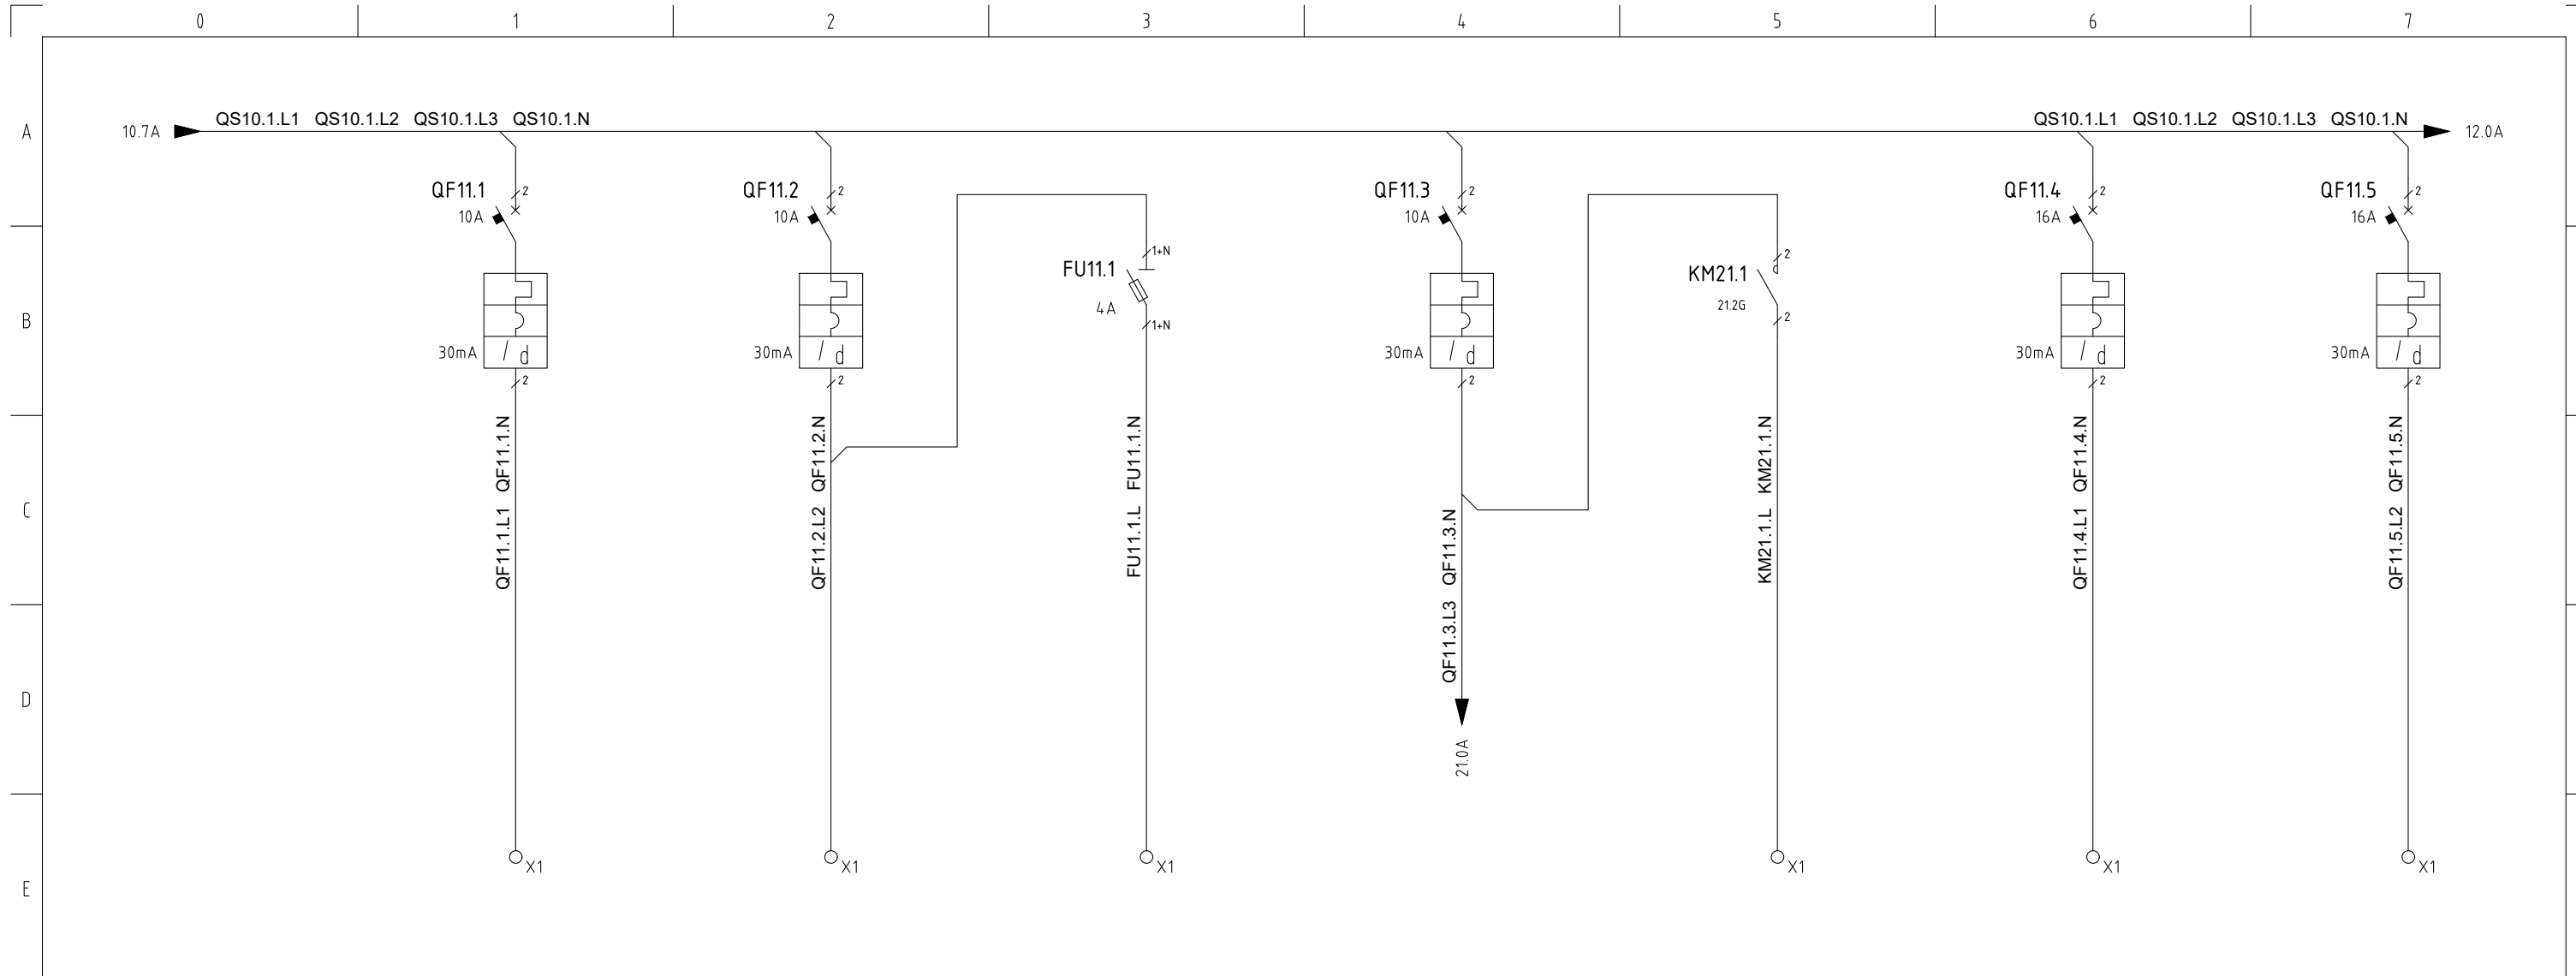 0 1 2 3 4 5 6 7
A
10.7A QS10.1.L1 QS10.1.L2 QS10.1.L3 QS10.1.N QS10.1.L1 QS10.1.L2 QS10.1.L3 QS10.1.N 12.0A
QF11.1 2 QF11.2 2 QF11.3 2 QF11.4 2 QF11.5 2
10A 10A 10A 16A 16A
1+N 2
FU11.1 KM21.1
4A 21.2G
B
1+N 2
30mA / d 30mA / d 30mA / d 30mA / d 30mA / d
2 2 2 2 2
C
QF11.1.L1 QF11.1.N
QF11.2.L2 QF11.2.N
FU11.1.L FU11.1.N
QF11.3.L3 QF11.3.N
KM21.1.L KM21.1.N
QF11.4.L1 QF11.4.N
QF11.5.L2 QF11.5.N
D
21.0A
X1 X1 X1 X1 X1 X1
E